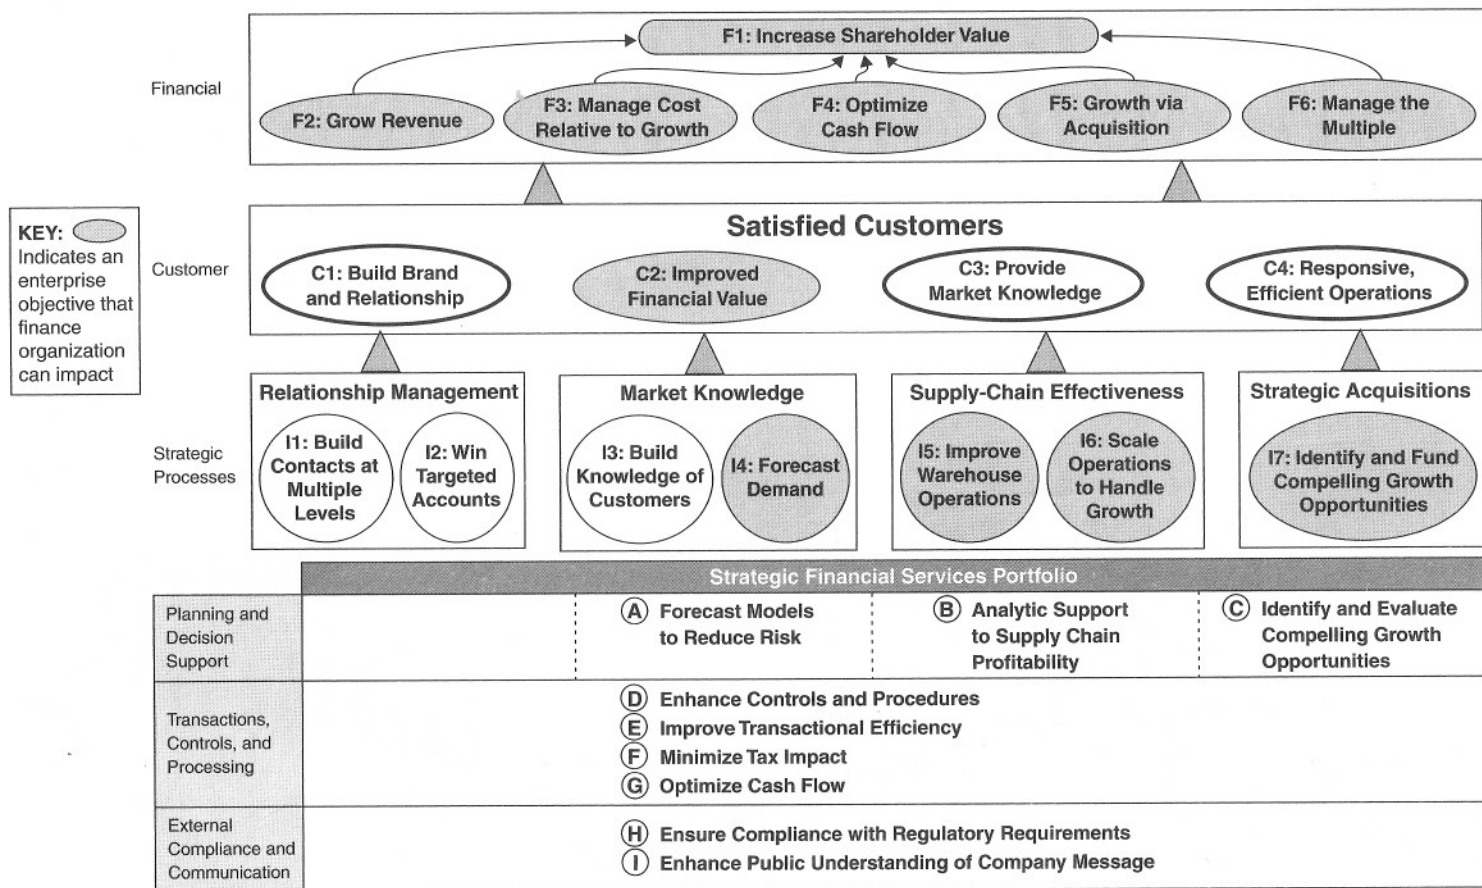 F1: Increase Shareholder Value
Financial
F2: Grow Revenue
F3: Manage Cost
Relative to Growth
F4: Optimize
Cash Flow
F5: Growth via
Acquisition
F6: Manage the
Multiple
KEY:
Indicates an
enterprise
objective that
finance
organization
can impact
Satisfied Customers
Customer
C1: Build Brand
and Relationship
C2: Improved
Financial Value
C3: Provide
Market Knowledge
C4: Responsive,
Efficient Operations
Strategic
Processes
Relationship Management
I1: Build
Contacts at
Multiple
Levels
I2: Win
Targeted
Accounts
Market Knowledge
I3: Build
Knowledge of
Customers
I4: Forecast
Demand
Supply-Chain Effectiveness
I5: Improve
Warehouse
Operations
I6: Scale
Operations
to Handle
Growth
Strategic Acquisitions
I7: Identify and Fund
Compelling Growth
Opportunities
Strategic Financial Services Portfolio
Planning and
Decision
Support
A Forecast Models
to Reduce Risk
B Analytic Support
to Supply Chain
Profitability
C Identify and Evaluate
Compelling Growth
Opportunities
Transactions,
Controls, and
Processing
D Enhance Controls and Procedures
E Improve Transactional Efficiency
F Minimize Tax Impact
G Optimize Cash Flow
External
Compliance and
Communication
H Ensure Compliance with Regulatory Requirements
I Enhance Public Understanding of Company Message